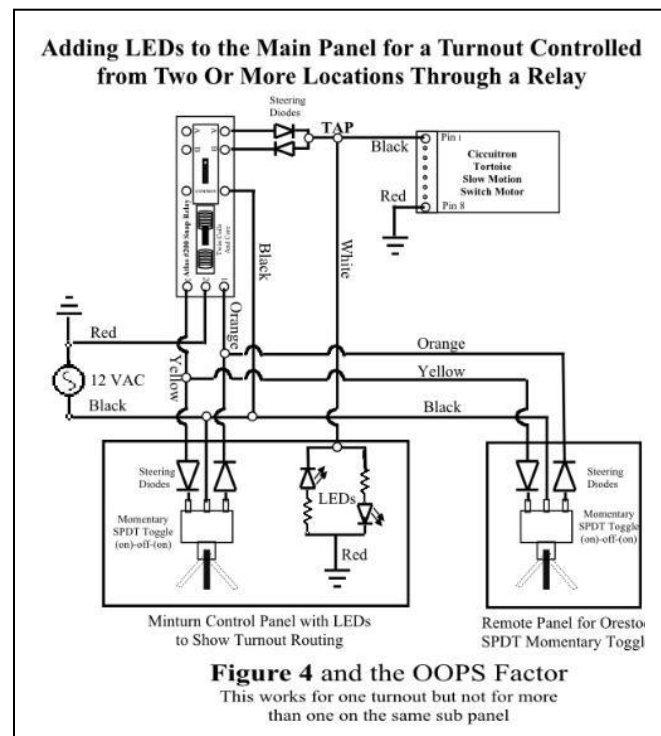 Adding LEDs to the Main Panel for a Turnout Controlled
from Two Or More Locations Through a Relay
Steering
Diodes
TAP
A
A
B
B
COMMON
Atlas #200 Snap Relay
Twin Coils
And Core
2
1
Black
Pin 1
Ciccuitron
Tortoise
Slow Motion
Switch Motor
Red
Pin 8
Black
White
Orange
Red
Yellow
12 VAC
Black
Orange
Yellow
Black
Steering
Diodes
Momentary
SPDT Toggle
(on)-off-(on)
LEDs
Red
Steering
Diodes
Momentary
SPDT Toggle
(on)-off-(on)
Minturn Control Panel with LEDs
to Show Turnout Routing
Remote Panel for Oresto
SPDT Momentary Toggl
Figure 4 and the OOPS Factor
This works for one turnout but not for more
than one on the same sub panel